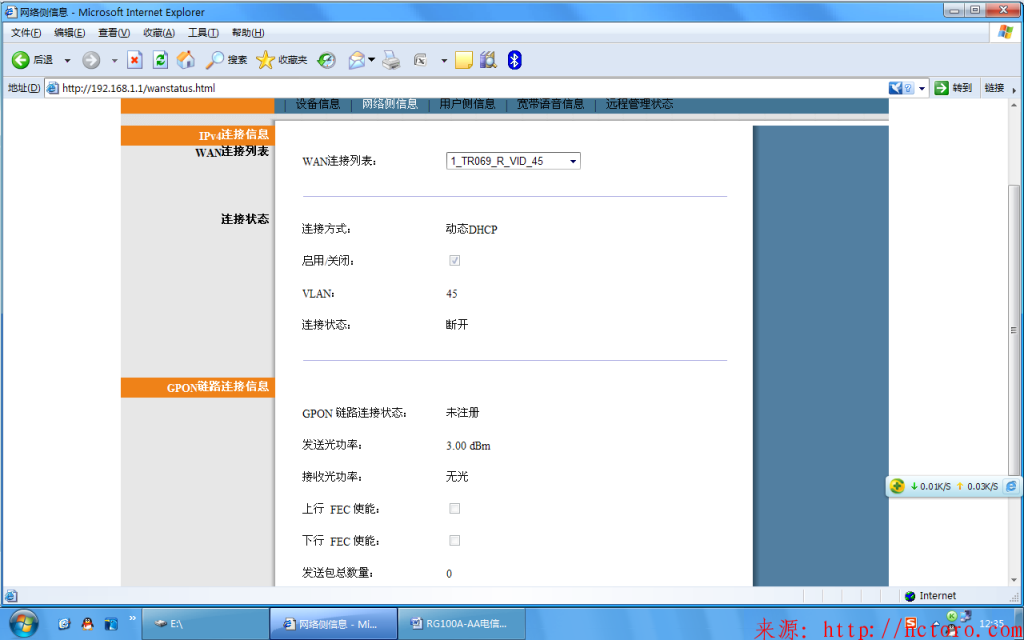 网络侧信息 - Microsoft Internet Explorer
文件(F) 编辑(E) 查看(V) 收藏(A) 工具(T) 帮助(H)
后退 搜索 收藏夹
地址(D) http://192.168.1.1/wanstatus.html 转到 链接
设备信息 网络侧信息 用户侧信息 宽带语音信息 远程管理状态
IPv4连接信息
WAN连接列表
WAN连接列表: 1_TR069_R_VID_45
连接状态
连接方式: 动态DHCP
启用/关闭:
VLAN: 45
连接状态: 断开
GPON链路连接信息
GPON 链路连接状态: 未注册
发送光功率: 3.00 dBm
接收光功率: 无光
0.01K/S 0.03K/S
上行 FEC 使能:
下行 FEC 使能:
发送包总数量: 0
Internet
E:\ 网络侧信息 - Mi... RG100A-AA电信... 12:35
来源: http://hctoro.com